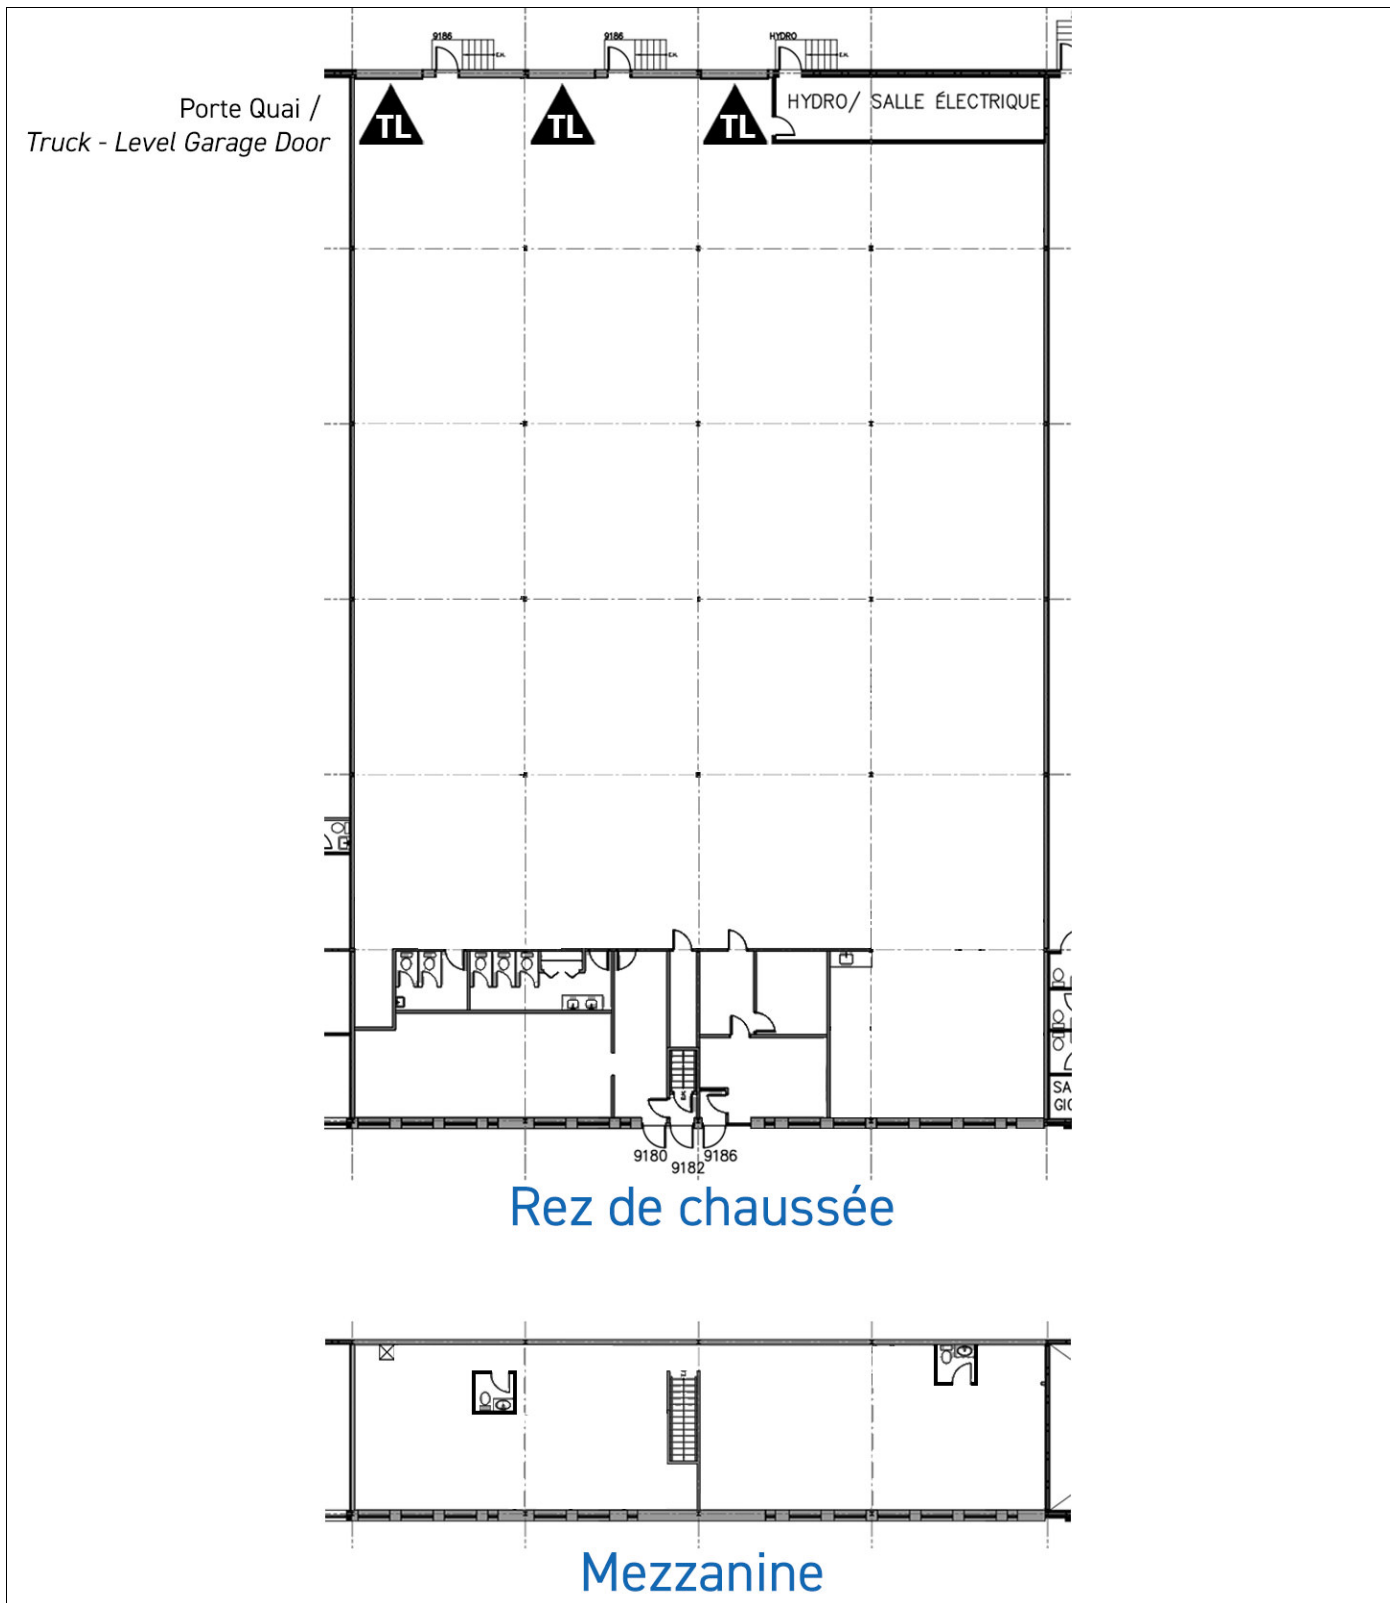 9186
9186
HYDRO
E.H.
E.H.
E.H.
Porte Quai /
Truck - Level Garage Door
TL
TL
TL
HYDRO/ SALLE ÉLECTRIQUE
E.H.
SA
GIC
9180
9182
9186
Rez de chaussée
Mezzanine